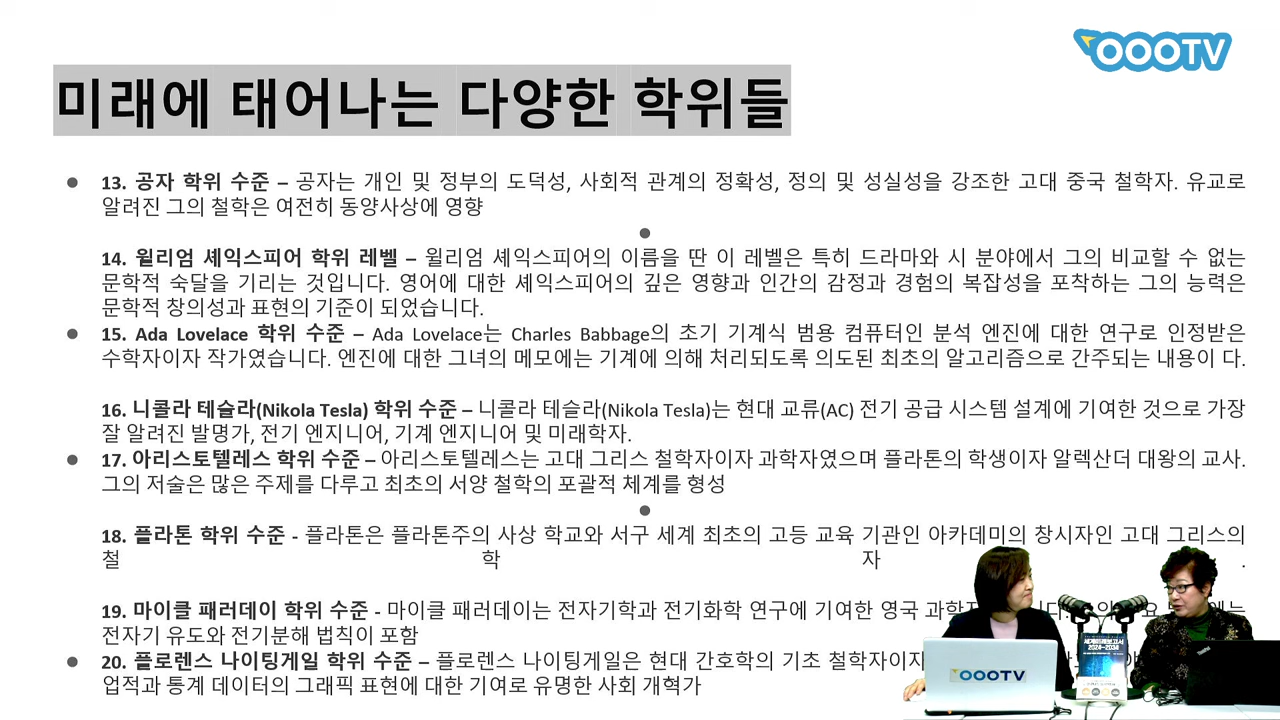 OOOTV
미래에 태어나는 다양한 학위들
• 13. 공자 학위 수준 – 공자는 개인 및 정부의 도덕성, 사회적 관계의 정확성, 정의 및 성실성을 강조한 고대 중국 철학자. 유교로
알려진 그의 철학은 여전히 동양사상에 영향
•
14. 윌리엄 셰익스피어 학위 레벨 – 윌리엄 셰익스피어의 이름을 딴 이 레벨은 특히 드라마와 시 분야에서 그의 비교할 수 없는
문학적 숙달을 기리는 것입니다. 영어에 대한 셰익스피어의 깊은 영향과 인간의 감정과 경험의 복잡성을 포착하는 그의 능력은
문학적 창의성과 표현의 기준이 되었습니다.
• 15. Ada Lovelace 학위 수준 – Ada Lovelace는 Charles Babbage의 초기 기계식 범용 컴퓨터인 분석 엔진에 대한 연구로 인정받은
수학자이자 작가였습니다. 엔진에 대한 그녀의 메모에는 기계에 의해 처리되도록 의도된 최초의 알고리즘으로 간주되는 내용이 다.
16. 니콜라 테슬라(Nikola Tesla) 학위 수준 – 니콜라 테슬라(Nikola Tesla)는 현대 교류(AC) 전기 공급 시스템 설계에 기여한 것으로 가장
잘 알려진 발명가, 전기 엔지니어, 기계 엔지니어 및 미래학자.
• 17. 아리스토텔레스 학위 수준 – 아리스토텔레스는 고대 그리스 철학자이자 과학자였으며 플라톤의 학생이자 알렉산더 대왕의 교사.
그의 저술은 많은 주제를 다루고 최초의 서양 철학의 포괄적 체계를 형성
•
18. 플라톤 학위 수준 - 플라톤은 플라톤주의 사상 학교와 서구 세계 최초의 고등 교육 기관인 아카데미의 창시자인 고대 그리스의
철 학 자 .
19. 마이클 패러데이 학위 수준 - 마이클 패러데이는 전자기학과 전기화학 연구에 기여한 영국
전자기 유도와 전기분해 법칙이 포함
• 20. 플로렌스 나이팅게일 학위 수준 – 플로렌스 나이팅게일은 현대 간호학의 기초 철학자이자
업적과 통계 데이터의 그래픽 표현에 대한 기여로 유명한 사회 개혁가
세계미래보고서
2024-2034
OOOTV